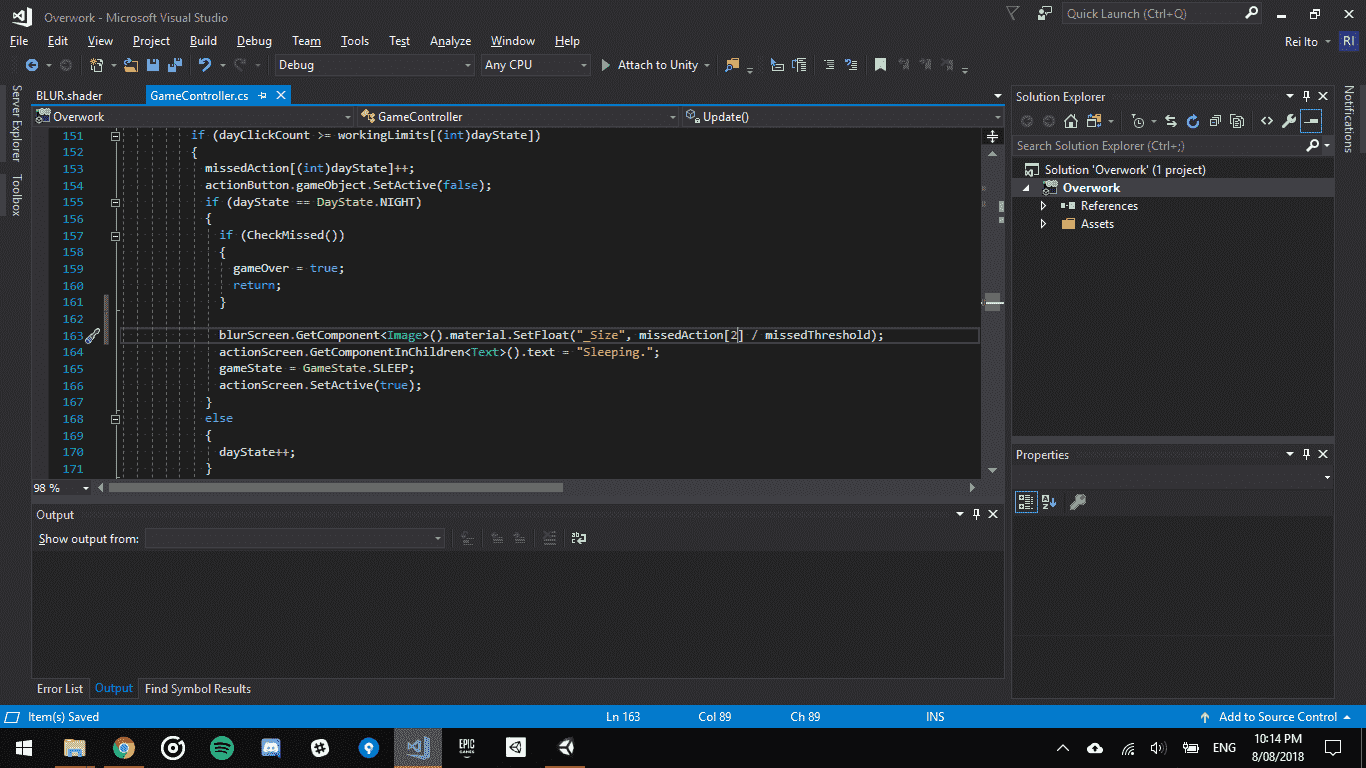 Overwork - Microsoft Visual Studio
Quick Launch (Ctrl+Q)
File Edit View Project Build Debug Team Tools Test Analyze Window Help
Rei Ito RI
Debug Any CPU Attach to Unity
Server Explorer
Toolbox
Notifications
BLUR.shader GameController.cs
Overwork GameController Update()
151 if (dayClickCount >= workingLimits[(int)dayState])
152 {
153 missedAction[(int)dayState]++;
154 actionButton.gameObject.SetActive(false);
155 if (dayState == DayState.NIGHT)
156 {
157 if (CheckMissed())
158 {
159 gameOver = true;
160 return;
161 }
162
163 blurScreen.GetComponent<Image>().material.SetFloat("_Size", missedAction[2] / missedThreshold);
164 actionScreen.GetComponentInChildren<Text>().text = "Sleeping.";
165 gameState = GameState.SLEEP;
166 actionScreen.SetActive(true);
167 }
168 else
169 {
170 dayState++;
171 }
98 %
Output
Show output from:
Error List Output Find Symbol Results
Solution Explorer
Search Solution Explorer (Ctrl+;)
Solution 'Overwork' (1 project)
Overwork
References
Assets
Properties
Item(s) Saved Ln 163 Col 89 Ch 89 INS Add to Source Control
EPIC GAMES
ENG
10:14 PM
8/08/2018